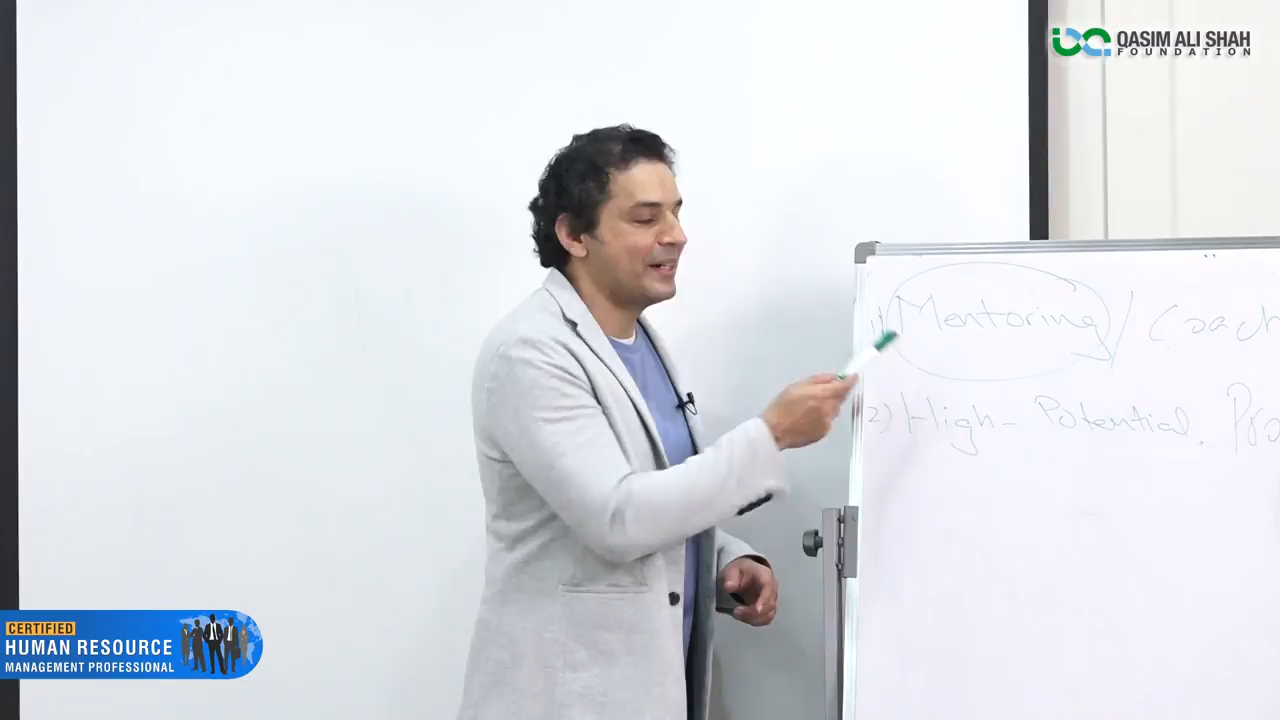 QASIM ALI SHAH
FOUNDATION
1) Mentoring / Coach
2) High - Potential Pro
CERTIFIED
HUMAN RESOURCE
MANAGEMENT PROFESSIONAL